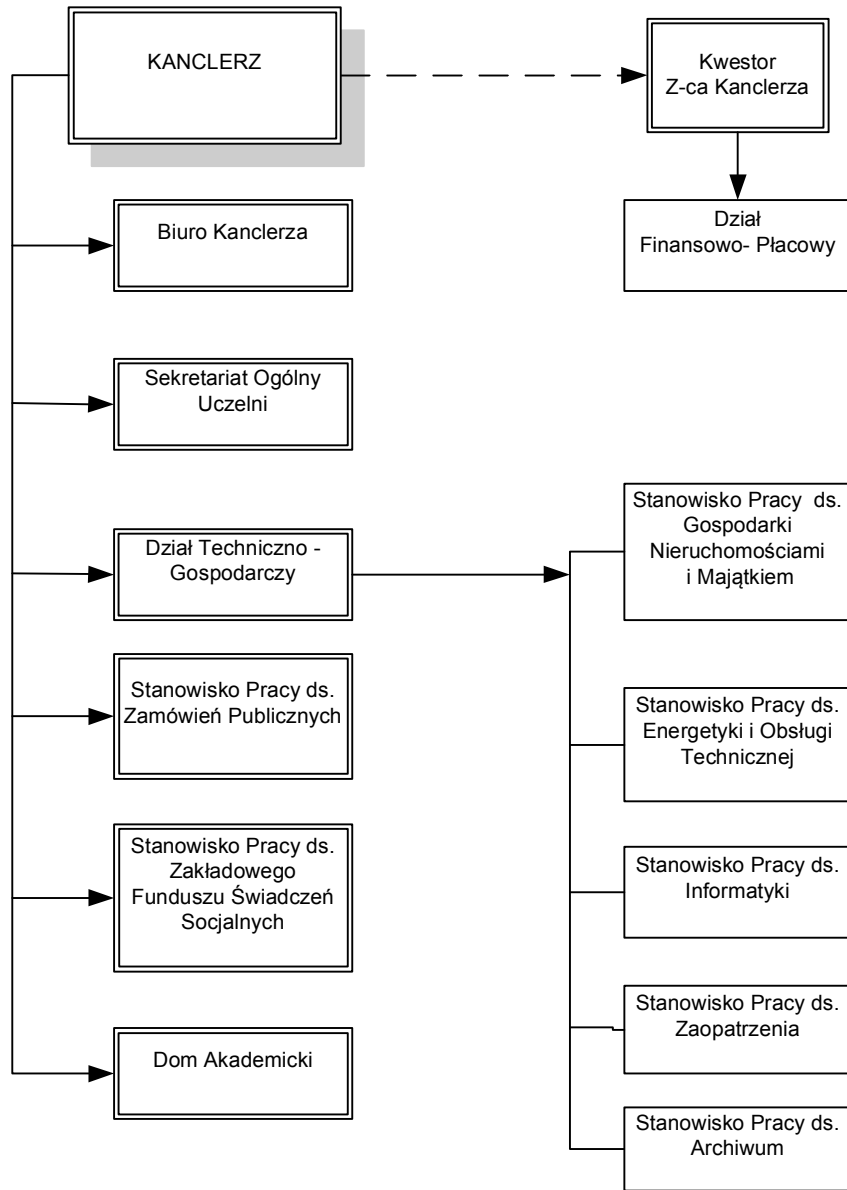 KANCLERZ
Kwestor
Z-ca Kanclerza
Biuro Kanclerza
Dział
Finansowo- Płacowy
Sekretariat Ogólny
Uczelni
Dział Techniczno -
Gospodarczy
Stanowisko Pracy ds.
Gospodarki
Nieruchomościami
i Majątkiem
Stanowisko Pracy ds.
Zamówień Publicznych
Stanowisko Pracy ds.
Energetyki i Obsługi
Technicznej
Stanowisko Pracy ds.
Zakładowego
Funduszu Świadczeń
Socjalnych
Stanowisko Pracy ds.
Informatyki
Stanowisko Pracy ds.
Zaopatrzenia
Dom Akademicki
Stanowisko Pracy ds.
Archiwum